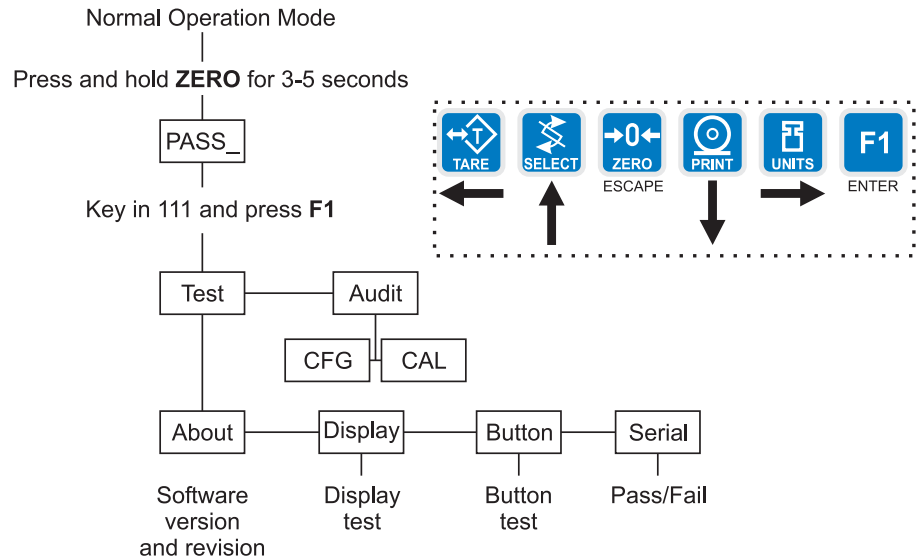 Normal Operation Mode
Press and hold ZERO for 3-5 seconds
PASS_
Key in 111 and press F1
T
TARE
SELECT
0
ZERO
PRINT
UNITS
F1
ESCAPE
ENTER
Test
Audit
CFG
CAL
About
Display
Button
Serial
Software
version
and revision
Display
test
Button
test
Pass/Fail